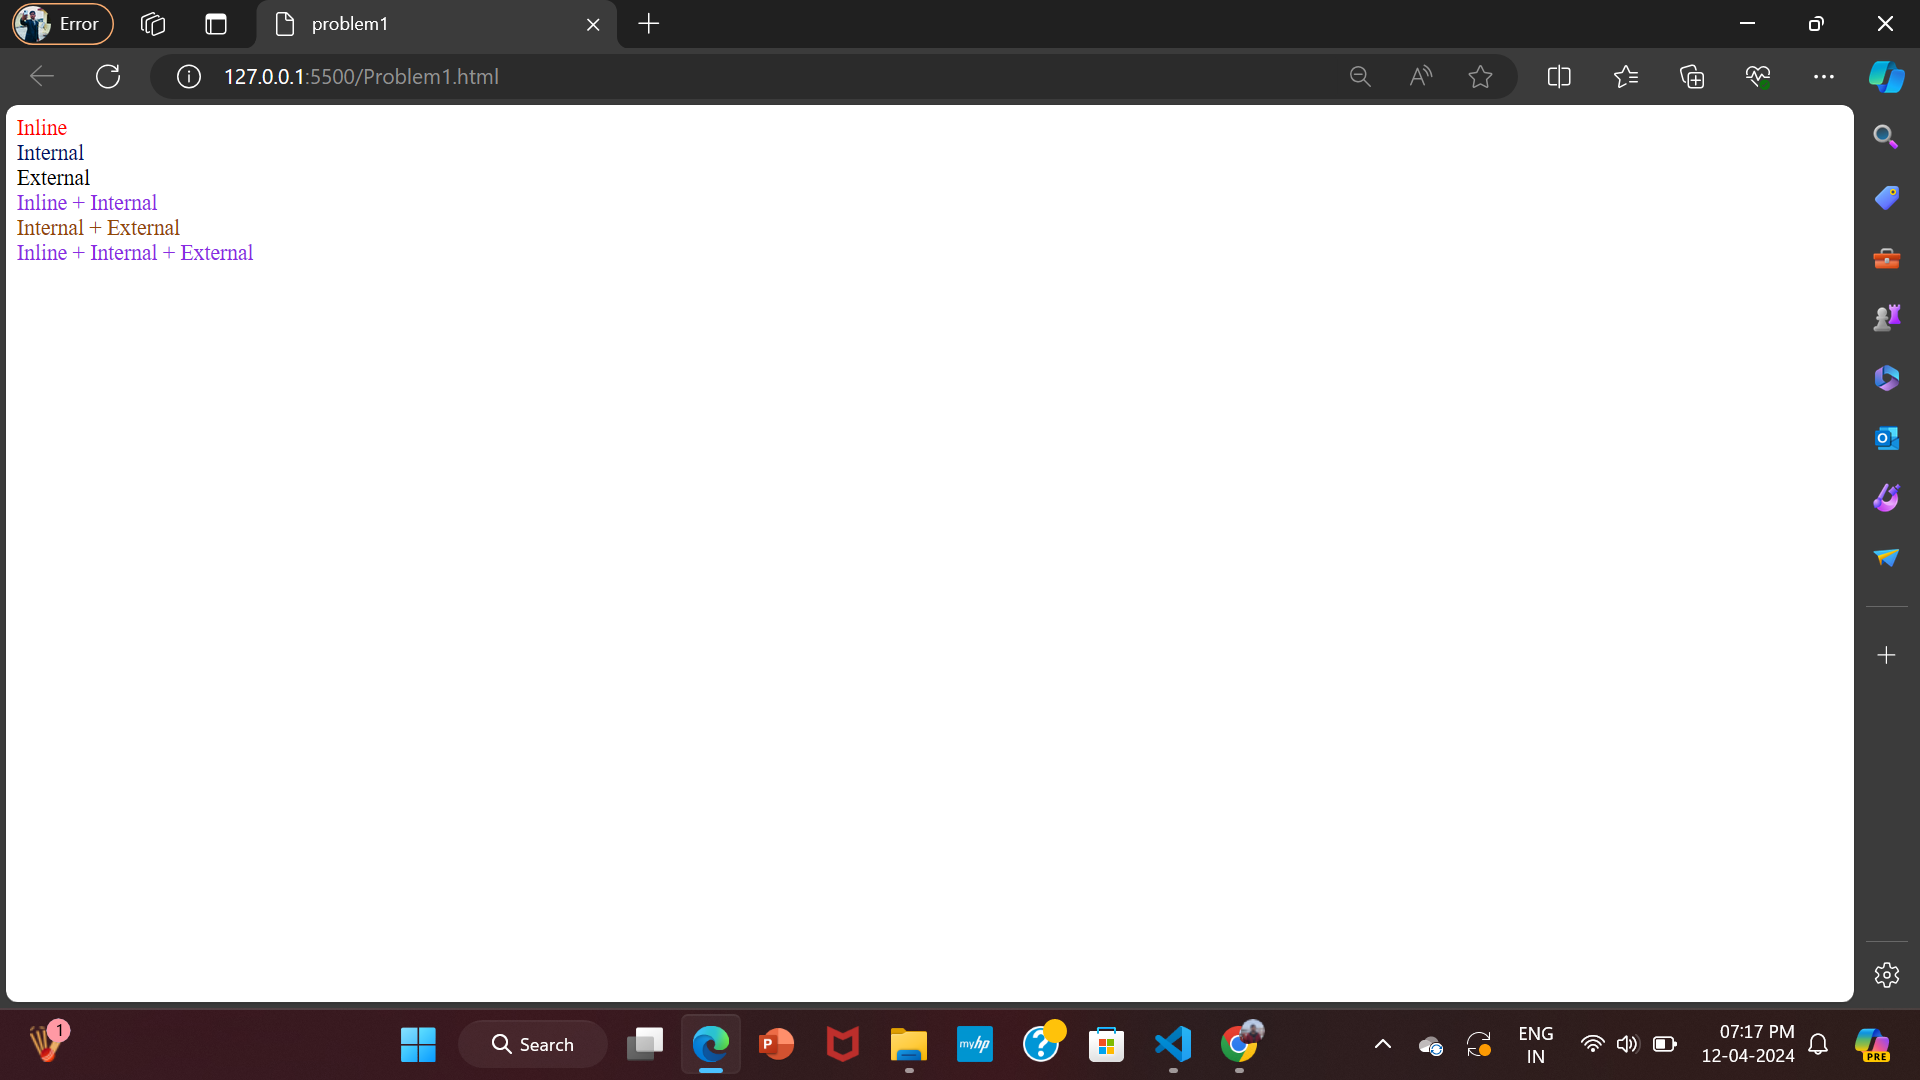 Error
problem1
127.0.0.1:5500/Problem1.html
Inline
Internal
External
Inline + Internal
Internal + External
Inline + Internal + External
1
Search
P
myhp
?
O
ENG
IN
07:17 PM
12-04-2024
PRE